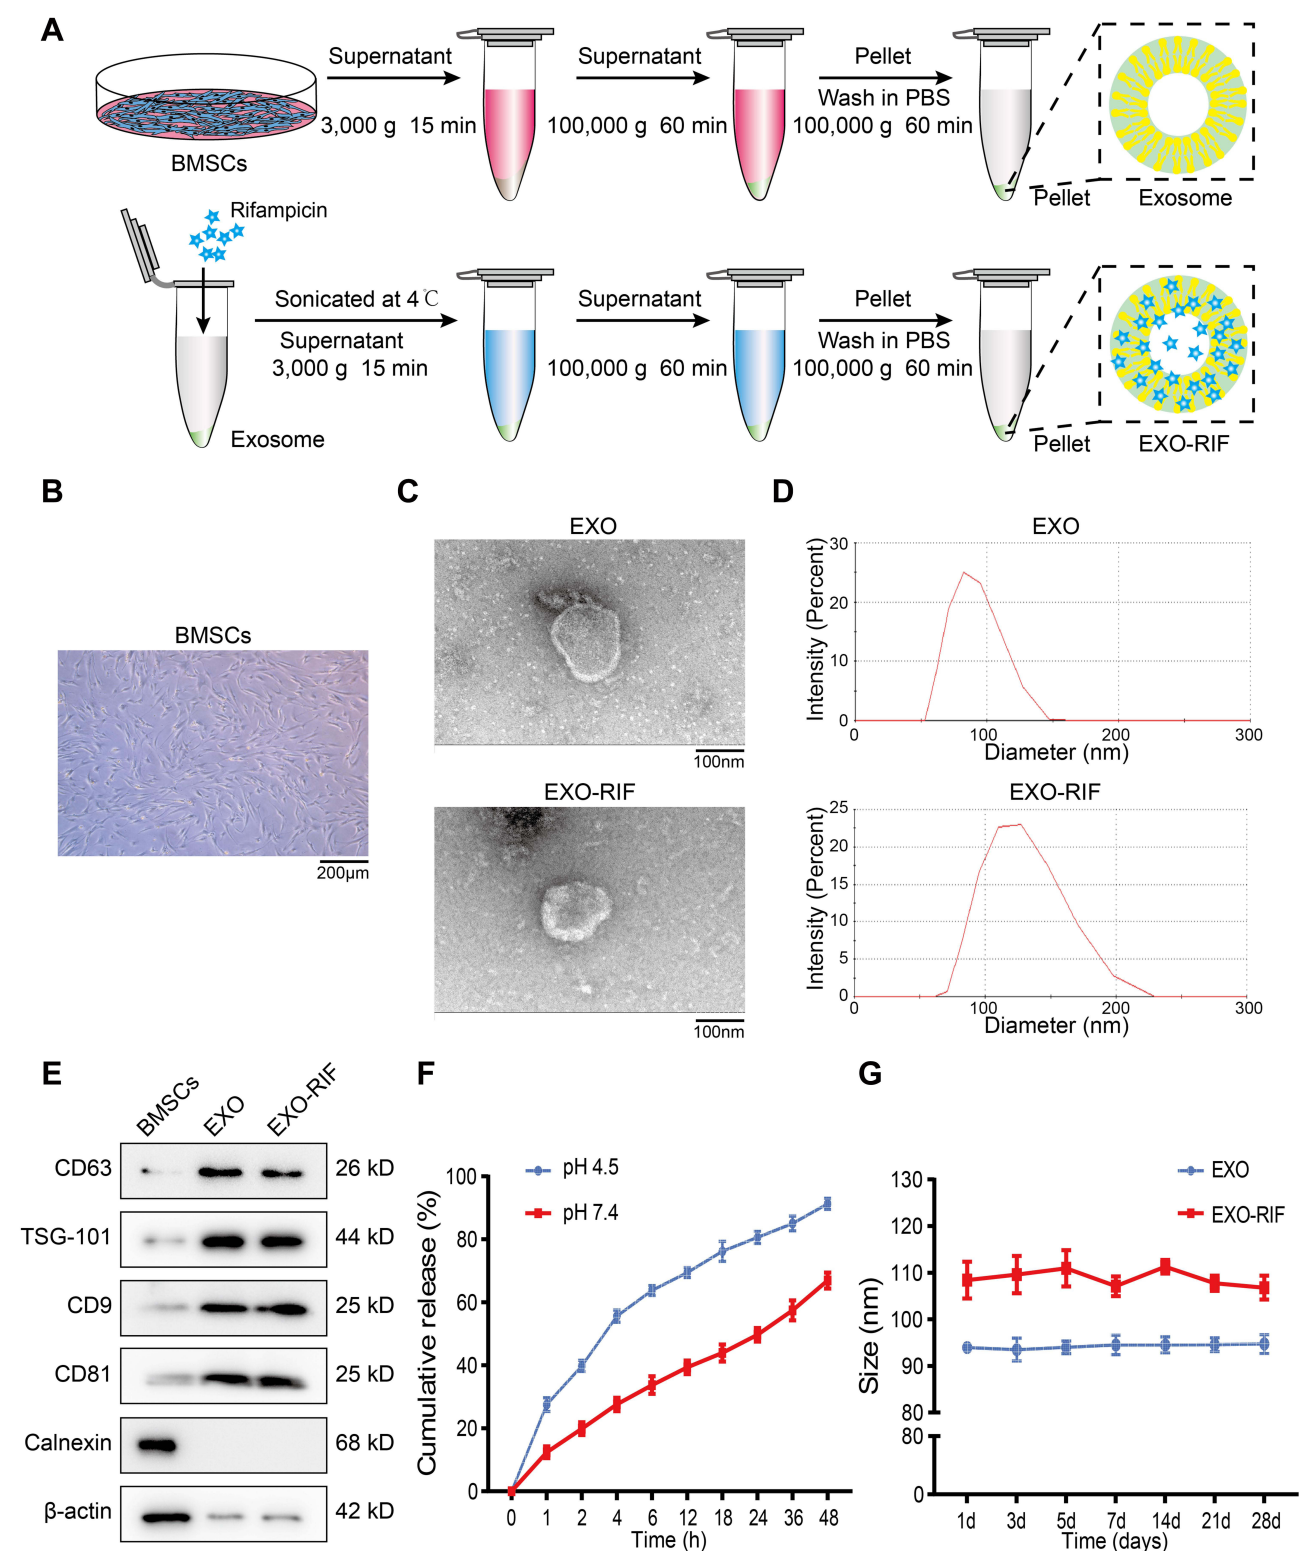 A
Supernatant
3,000 g 15 min
Supernatant
100,000 g 60 min
Pellet
Wash in PBS
100,000 g 60 min
BMSCs
Pellet
Exosome
Rifampicin
Exosome
Sonicated at 4℃
Supernatant
3,000 g 15 min
Supernatant
100,000 g 60 min
Pellet
Wash in PBS
100,000 g 60 min
Pellet
EXO-RIF
B
BMSCs
200μm
C
EXO
100nm
EXO-RIF
100nm
D
EXO
Intensity (Percent)
30
20
10
0
0 100 200 300
Diameter (nm)
EXO-RIF
Intensity (Percent)
25
20
15
10
5
0
0 100 200 300
Diameter (nm)
E
BMSCs EXO EXO-RIF
CD63 26 kD
TSG-101 44 kD
CD9 25 kD
CD81 25 kD
Calnexin 68 kD
β-actin 42 kD
F
pH 4.5
pH 7.4
Cumulative release (%)
100
80
60
40
20
0
0 1 2 4 6 12 18 24 36 48
Time (h)
G
EXO
EXO-RIF
Size (nm)
130
120
110
100
90
80
80
0
1d 3d 5d 7d 14d 21d 28d
Time (days)